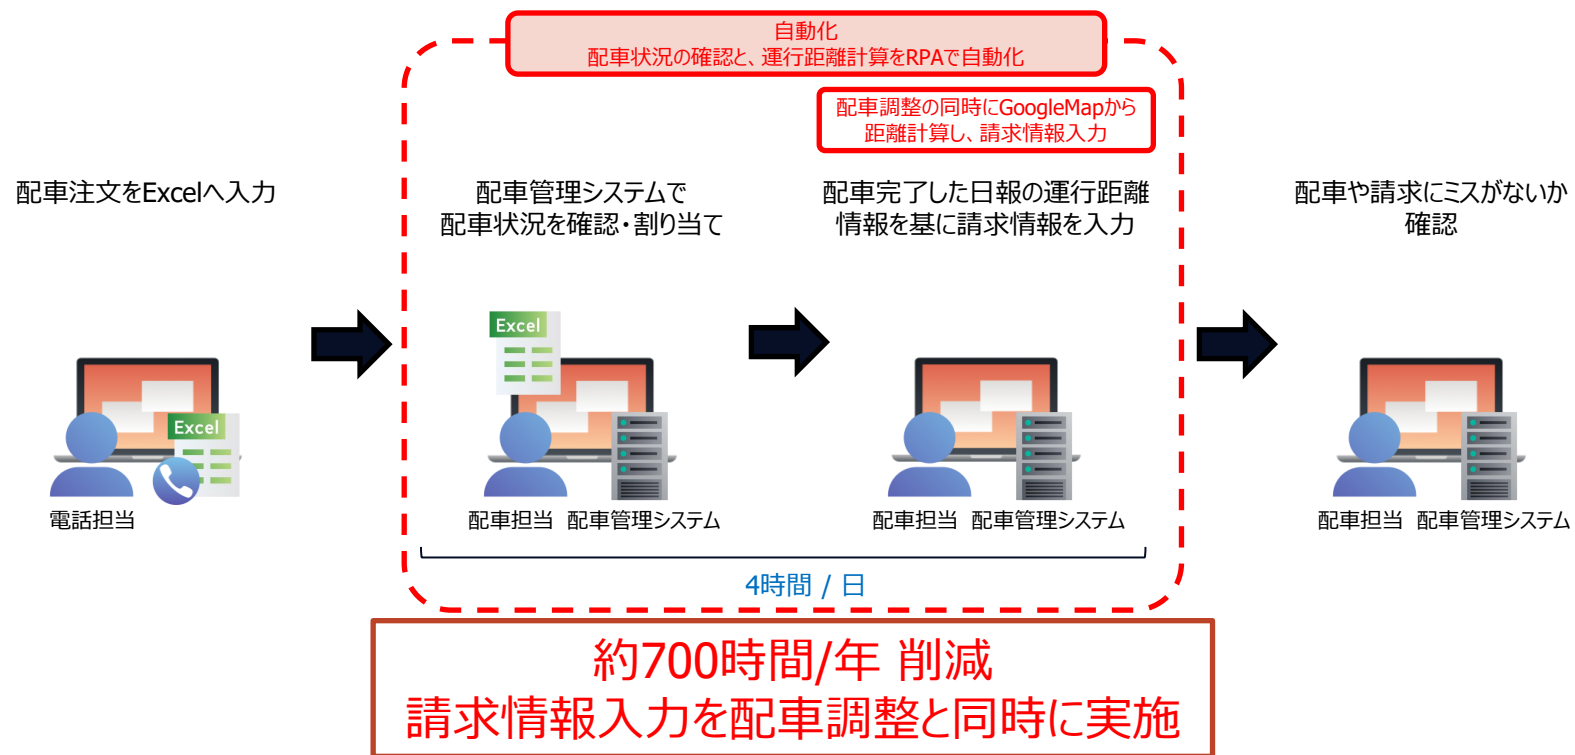 自動化
配車状況の確認と、運行距離計算をRPAで自動化
配車調整の同時にGoogleMapから
距離計算し、請求情報入力
配車注文をExcelへ入力
配車管理システムで
配車状況を確認・割り当て
配車完了した日報の運行距離
情報を基に請求情報を入力
配車や請求にミスがないか
確認
Excel
Excel
電話担当
配車担当 配車管理システム
配車担当 配車管理システム
配車担当 配車管理システム
4時間 / 日
約700時間/年 削減
請求情報入力を配車調整と同時に実施